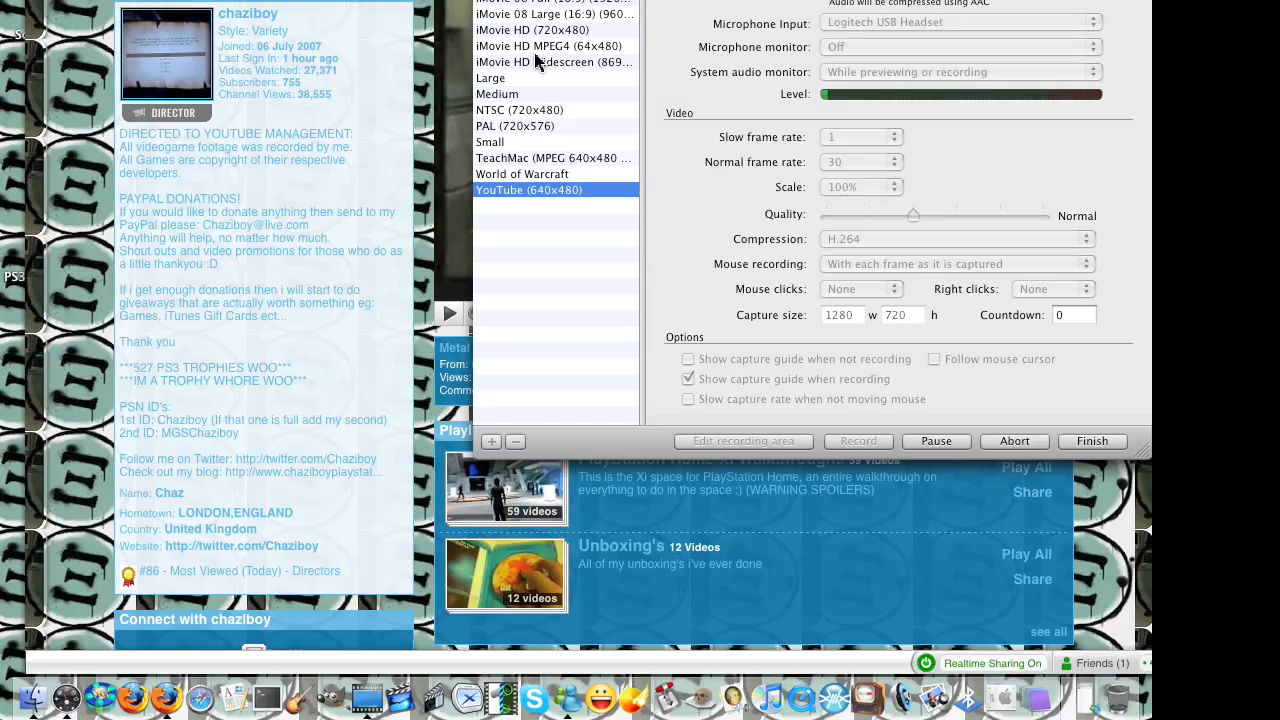 chaziboy
Style: Variety
Joined: 06 July 2007
Last Sign In: 1 hour ago
Videos Watched: 27,371
Subscribers: 755
Channel Views: 38,555
DIRECTOR
DIRECTED TO YOUTUBE MANAGEMENT:
All videogame footage was recorded by me.
All Games are copyright of their respective
developers.
PAYPAL DONATIONS!
If you would like to donate anything then send to my
PayPal please: Chaziboy@live.com
Anything will help, no matter how much.
Shout outs and video promotions for those who do as
a little thankyou :D
If i get enough donations then i will start to do
giveaways that are actually worth something eg:
Games, iTunes Gift Cards ect...
Thank you
***527 PS3 TROPHIES WOO***
***IM A TROPHY WHORE WOO***
PSN ID's:
1st ID: Chaziboy (If that one is full add my second)
2nd ID: MGSChaziboy
Follow me on Twitter: http://twitter.com/Chaziboy
Check out my blog: http://www.chaziboyplaystat...
Name: Chaz
Hometown: LONDON,ENGLAND
Country: United Kingdom
Website: http://twitter.com/Chaziboy
#86 - Most Viewed (Today) - Directors
Connect with chaziboy
PS3
iMovie 08 Large (16:9) (960...
iMovie HD (720x480)
iMovie HD MPEG4 (64x480)
iMovie HD
descreen (869...
Large
Medium
NTSC (720x480)
PAL (720x576)
Small
TeachMac (MPEG 640x480 ...
World of Warcraft
YouTube (640x480)
Audio will be compressed using AAC
Microphone Input: Logitech USB Headset
Microphone monitor: Off
System audio monitor: While previewing or recording
Level:
Video
Slow frame rate: 1
Normal frame rate: 30
Scale: 100%
Quality: Normal
Compression: H.264
Mouse recording: With each frame as it is captured
Mouse clicks: None Right clicks: None
Capture size: 1280 w 720 h Countdown: 0
Options
Show capture guide when not recording Follow mouse cursor
Show capture guide when recording
Slow capture rate when not moving mouse
+ − Edit recording area Record Pause Abort Finish
Metal
From:
Views:
Comm
Playl
PlayStation Home Xi Walkthroughs 59 Videos
This is the Xi space for PlayStation Home, an entire walkthrough on
everything to do in the space ;) (WARNING SPOILERS)
59 videos
Play All
Share
Unboxing's 12 Videos
All of my unboxing's i've ever done
12 videos
Play All
Share
see all
Realtime Sharing On Friends (1)